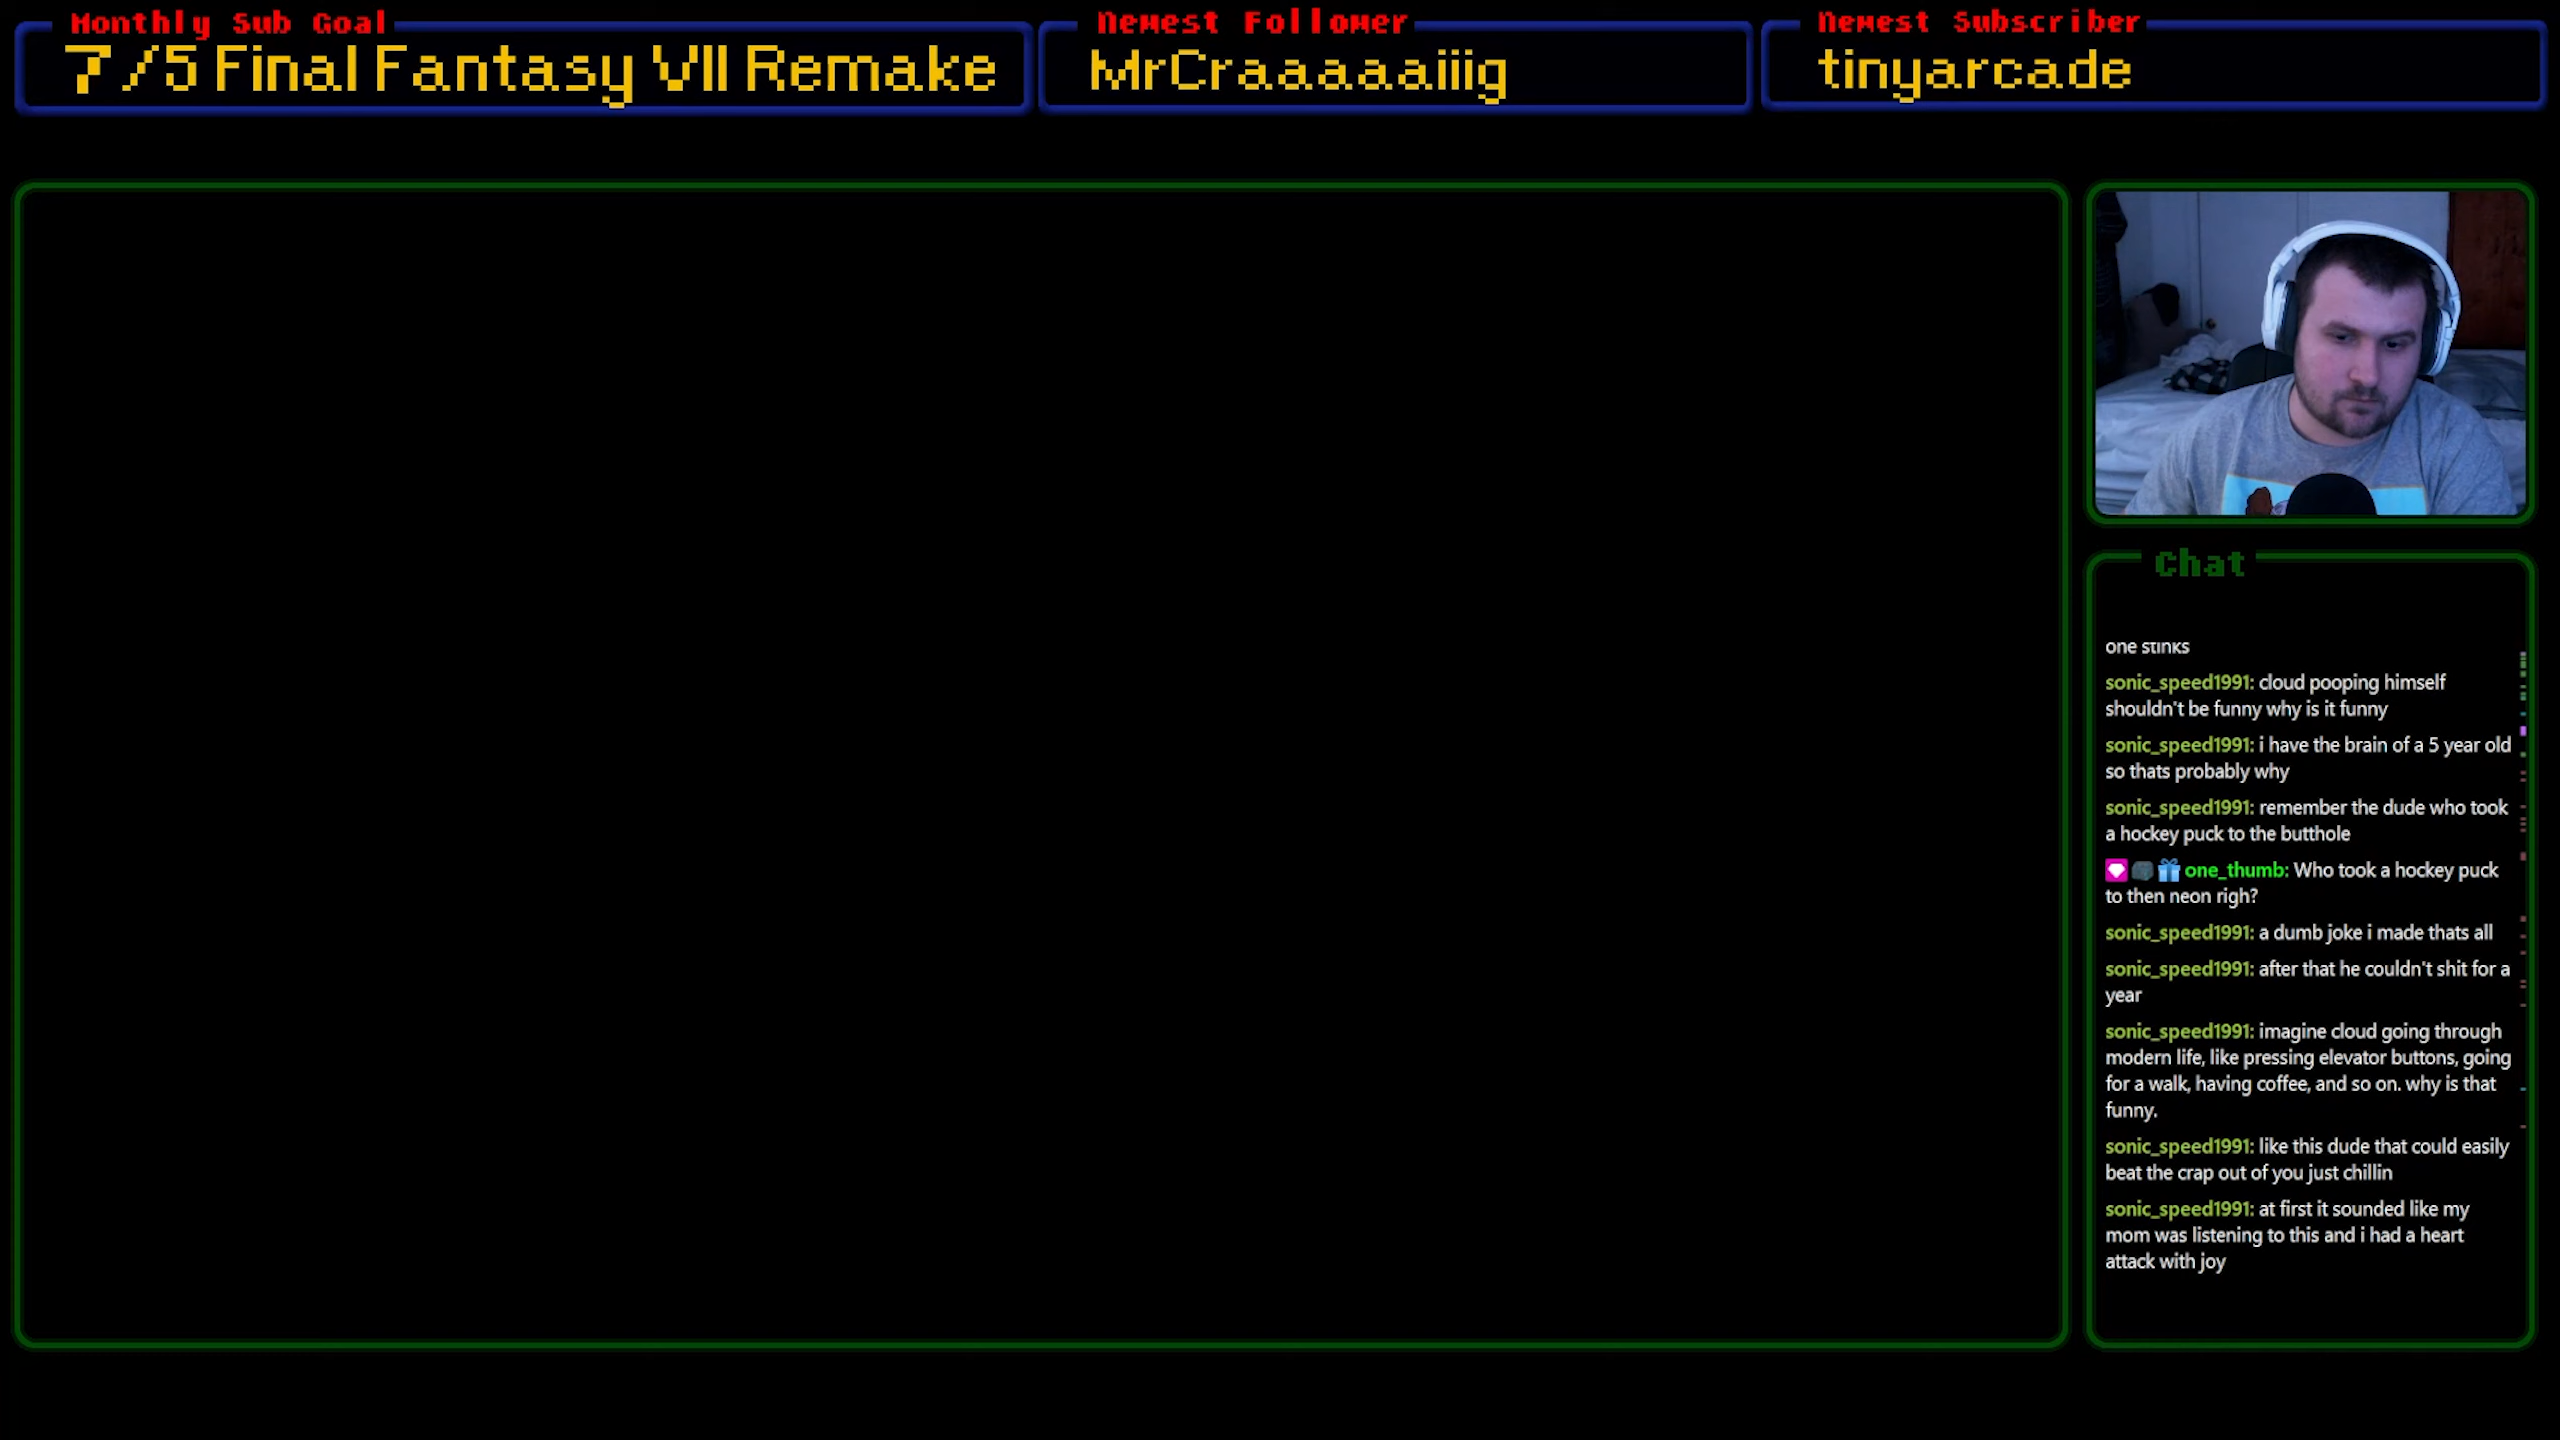 Monthly Sub Goal
7/5 Final Fantasy VII Remake
Newest Follower
MrCraaaaaiiig
Newest Subscriber
tinyarcade
Chat
one stinks
sonic_speed1991: cloud pooping himself
shouldn't be funny why is it funny
sonic_speed1991: i have the brain of a 5 year old
so thats probably why
sonic_speed1991: remember the dude who took
a hockey puck to the butthole
one_thumb: Who took a hockey puck
to then neon righ?
sonic_speed1991: a dumb joke i made thats all
sonic_speed1991: after that he couldn't shit for a
year
sonic_speed1991: imagine cloud going through
modern life, like pressing elevator buttons, going
for a walk, having coffee, and so on. why is that
funny.
sonic_speed1991: like this dude that could easily
beat the crap out of you just chillin
sonic_speed1991: at first it sounded like my
mom was listening to this and i had a heart
attack with joy